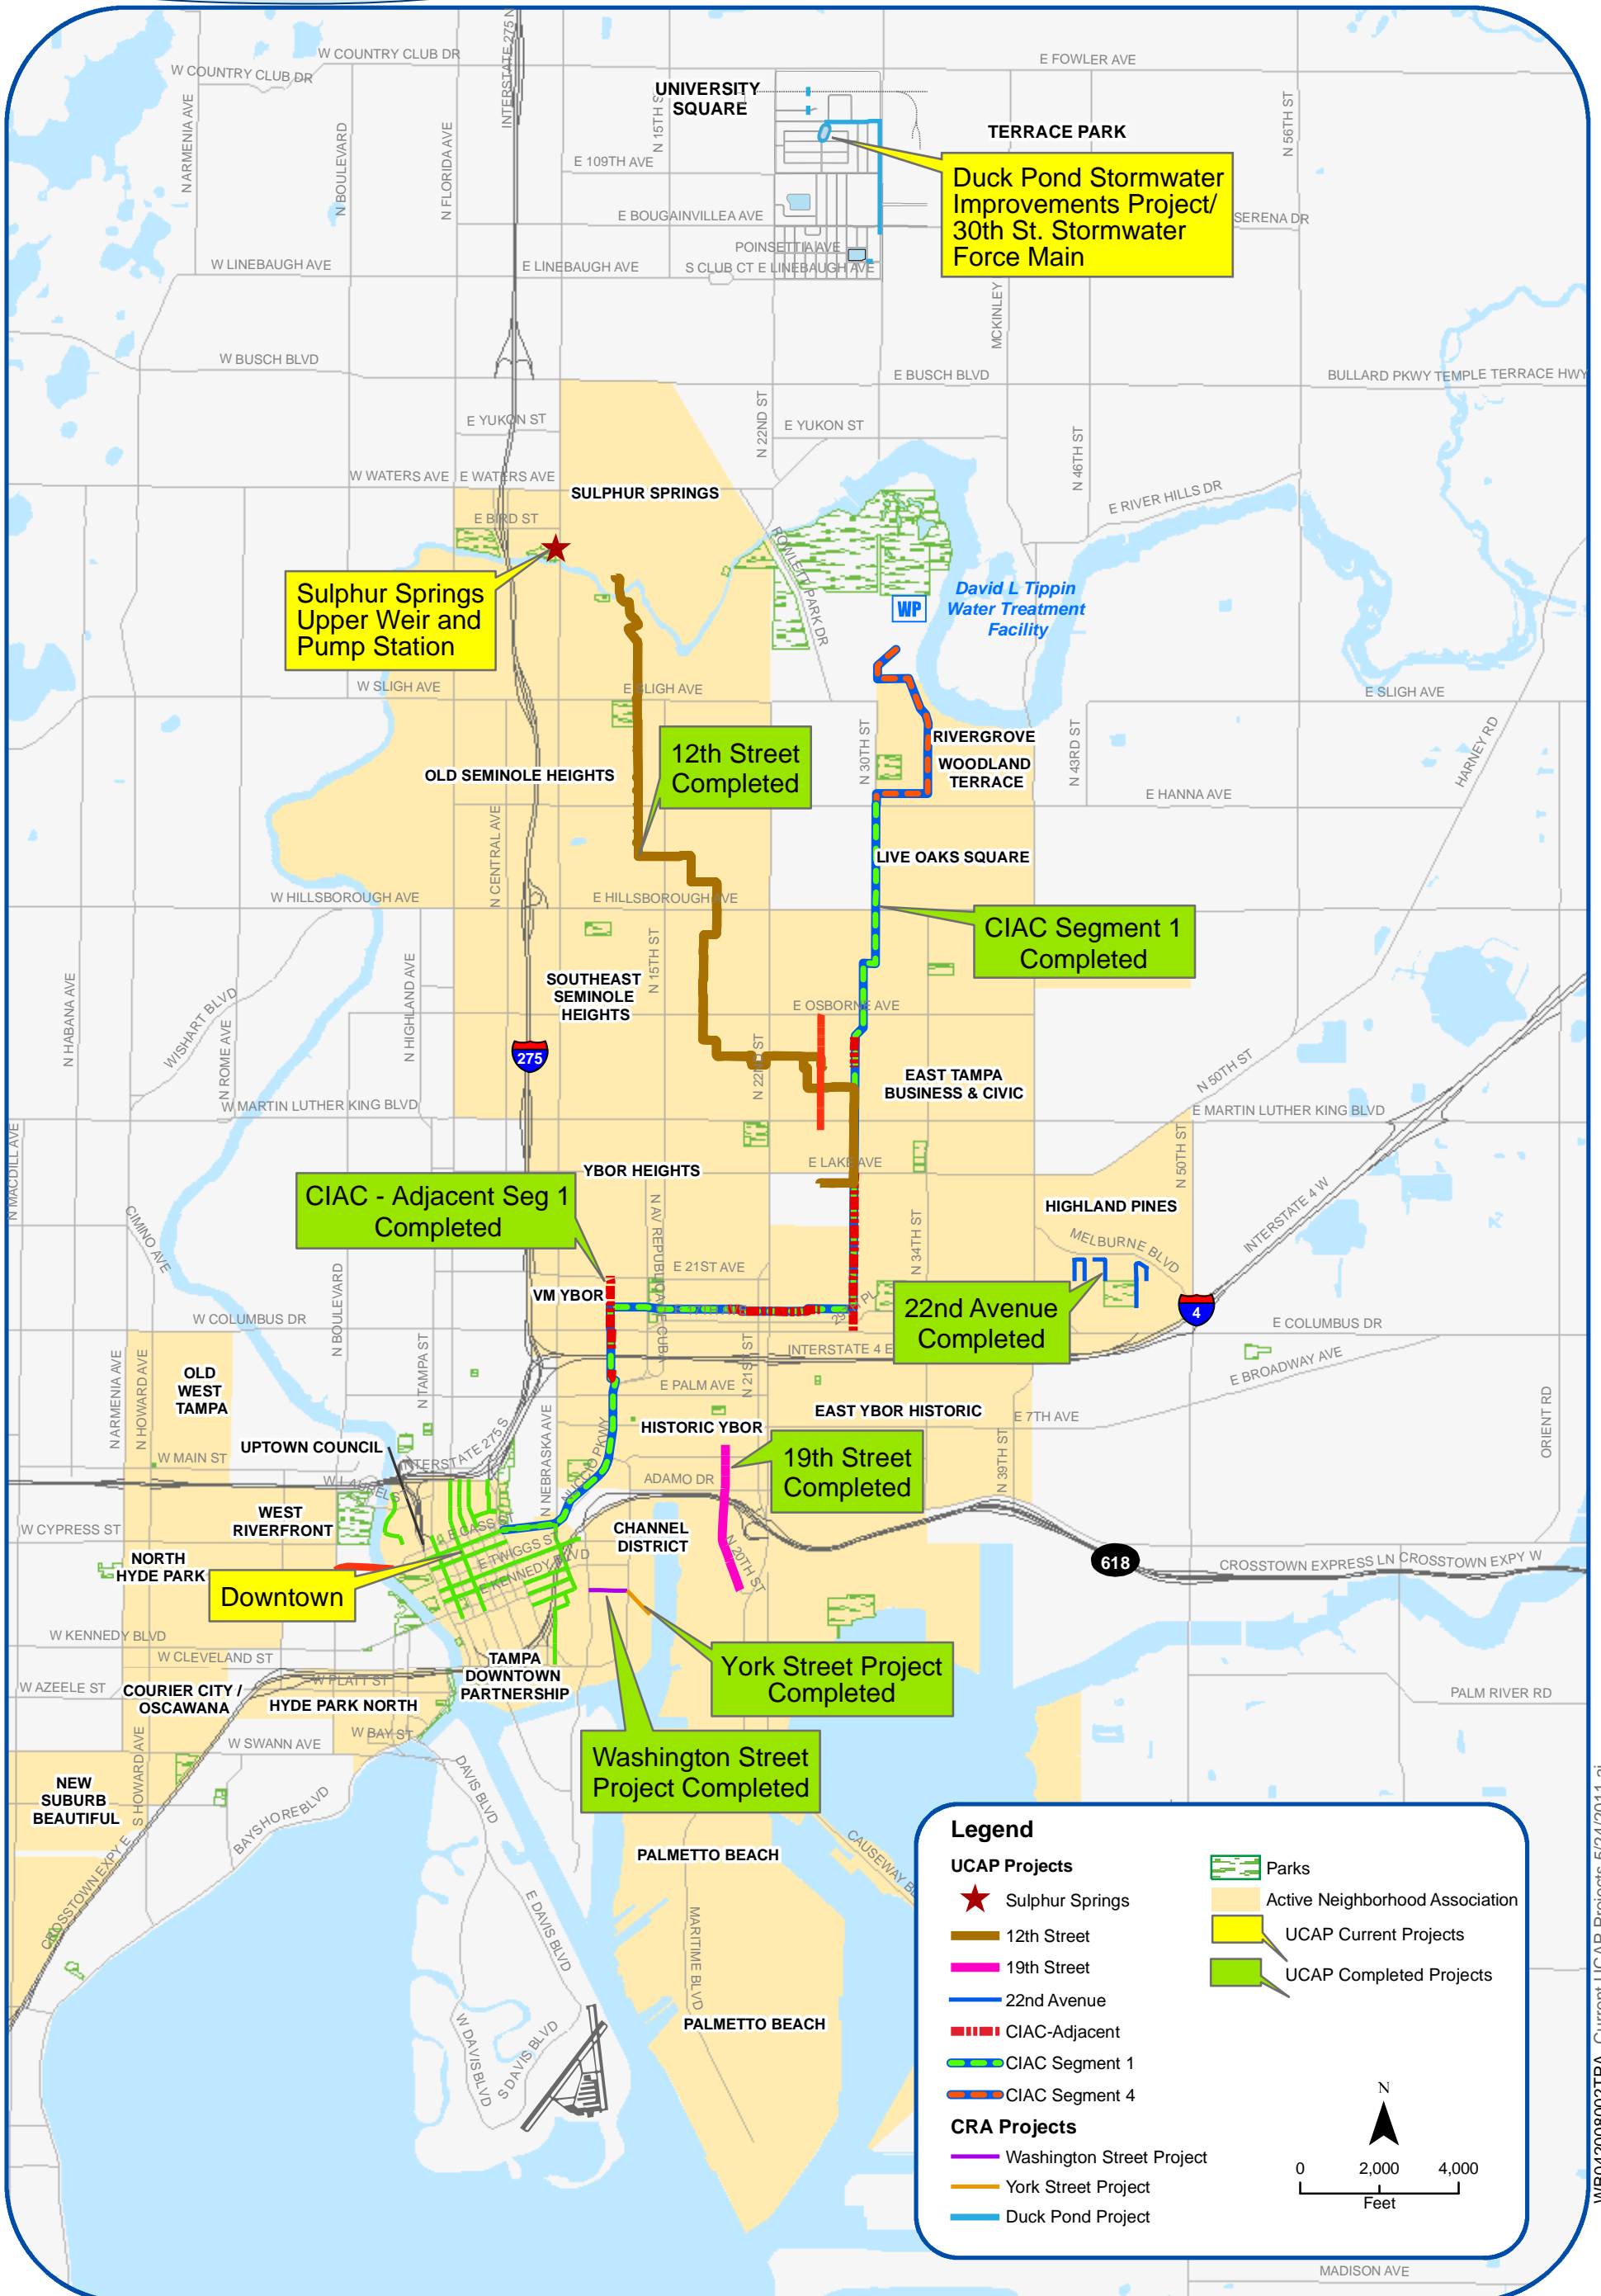 W COUNTRY CLUB DR
W COUNTRY CLUB DR
INTERSTATE 275 N
E FOWLER AVE
N ARMENIA AVE
N BOULEVARD
N FLORIDA AVE
N 15TH S
UNIVERSITY
SQUARE
TERRACE PARK
N 56TH ST
E 109TH AVE
Duck Pond Stormwater
Improvements Project/
30th St. Stormwater
Force Main
E BOUGAINVILLEA AVE
SERENA DR
POINSETTIA AVE
W LINEBAUGH AVE
E LINEBAUGH AVE
S CLUB CT
E LINEBAUGH AVE
MCKINLEY
W BUSCH BLVD
E BUSCH BLVD
BULLARD PKWY
TEMPLE TERRACE HWY
E YUKON ST
N 22ND ST
E YUKON ST
N 46TH ST
W WATERS AVE
E WATERS AVE
SULPHUR SPRINGS
E RIVER HILLS DR
E BIRD ST
ROWLETT PARK DR
Sulphur Springs
Upper Weir and
Pump Station
WP
David L Tippin
Water Treatment
Facility
W SLIGH AVE
E SLIGH AVE
E SLIGH AVE
12th Street
Completed
N 30TH ST
RIVERGROVE
WOODLAND
TERRACE
N 43RD ST
HARNEY RD
OLD SEMINOLE HEIGHTS
E HANNA AVE
N CENTRAL AVE
LIVE OAKS SQUARE
W HILLSBOROUGH AVE
E HILLSBOROUGH AVE
CIAC Segment 1
Completed
N 15TH ST
N HABANA AVE
WISHART BLVD
N ROME AVE
N HIGHLAND AVE
SOUTHEAST
SEMINOLE
HEIGHTS
E OSBORNE AVE
275
N 22ND ST
EAST TAMPA
BUSINESS & CIVIC
N 50TH ST
W MARTIN LUTHER KING BLVD
E MARTIN LUTHER KING BLVD
N MACDILL AVE
N 50TH ST
YBOR HEIGHTS
E LAKE AVE
CIAC - Adjacent Seg 1
Completed
CIMINO AVE
N AV REPUBLICA DE CUBA
N 34TH ST
HIGHLAND PINES
MELBURNE BLVD
INTERSTATE 4 W
E 21ST AVE
N BOULEVARD
VM YBOR
22nd Avenue
Completed
4
W COLUMBUS DR
E COLUMBUS DR
N TAMPA ST
N 21ST ST
INTERSTATE 4 E
E BROADWAY AVE
N ARMENIA AVE
N HOWARD AVE
OLD
WEST
TAMPA
E PALM AVE
HISTORIC YBOR
EAST YBOR HISTORIC
E 7TH AVE
ORIENT RD
UPTOWN COUNCIL
W MAIN ST
INTERSTATE 275 S
N NEBRASKA AVE
NUCCIO PKWY
ADAMO DR
19th Street
Completed
N 39TH ST
W LAUREL S
WEST
RIVERFRONT
W CYPRESS ST
E CASS ST
CHANNEL
DISTRICT
N 20TH ST
618
CROSSTOWN EXPRESS LN
CROSSTOWN EXPY W
NORTH
HYDE PARK
E TWIGGS ST
E KENNEDY BLVD
Downtown
W KENNEDY BLVD
W CLEVELAND ST
York Street Project
Completed
TAMPA
DOWNTOWN
PARTNERSHIP
W AZEELE ST
COURIER CITY /
OSCAWANA
W PLATT ST
HYDE PARK NORTH
PALM RIVER RD
W BAY ST
W SWANN AVE
Washington Street
Project Completed
NEW
SUBURB
BEAUTIFUL
S HOWARD AVE
BAYSHORE BLVD
DAVIS BLVD
CROSSTOWN EXPY E
PALMETTO BEACH
CAUSEWAY BL
E DAVIS BLVD
MARITIME BLVD
PALMETTO BEACH
W DAVIS BLVD
S DAVIS BLVD
Legend
UCAP Projects
Sulphur Springs
12th Street
19th Street
22nd Avenue
CIAC-Adjacent
CIAC Segment 1
CIAC Segment 4
CRA Projects
Washington Street Project
York Street Project
Duck Pond Project
Parks
Active Neighborhood Association
UCAP Current Projects
UCAP Completed Projects
N
0 2,000 4,000
Feet
MADISON AVE